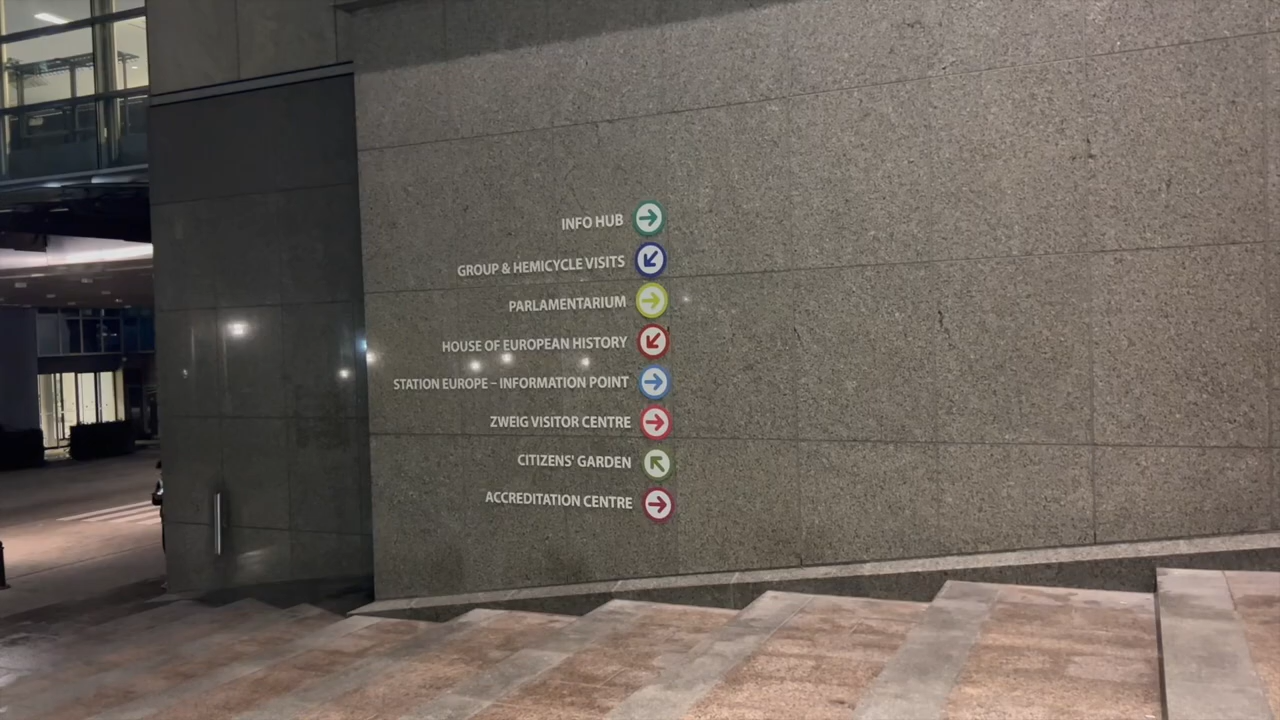 INFO HUB
GROUP & HEMICYCLE VISITS
PARLAMENTARIUM
HOUSE OF EUROPEAN HISTORY
STATION EUROPE – INFORMATION POINT
ZWEIG VISITOR CENTRE
CITIZENS' GARDEN
ACCREDITATION CENTRE